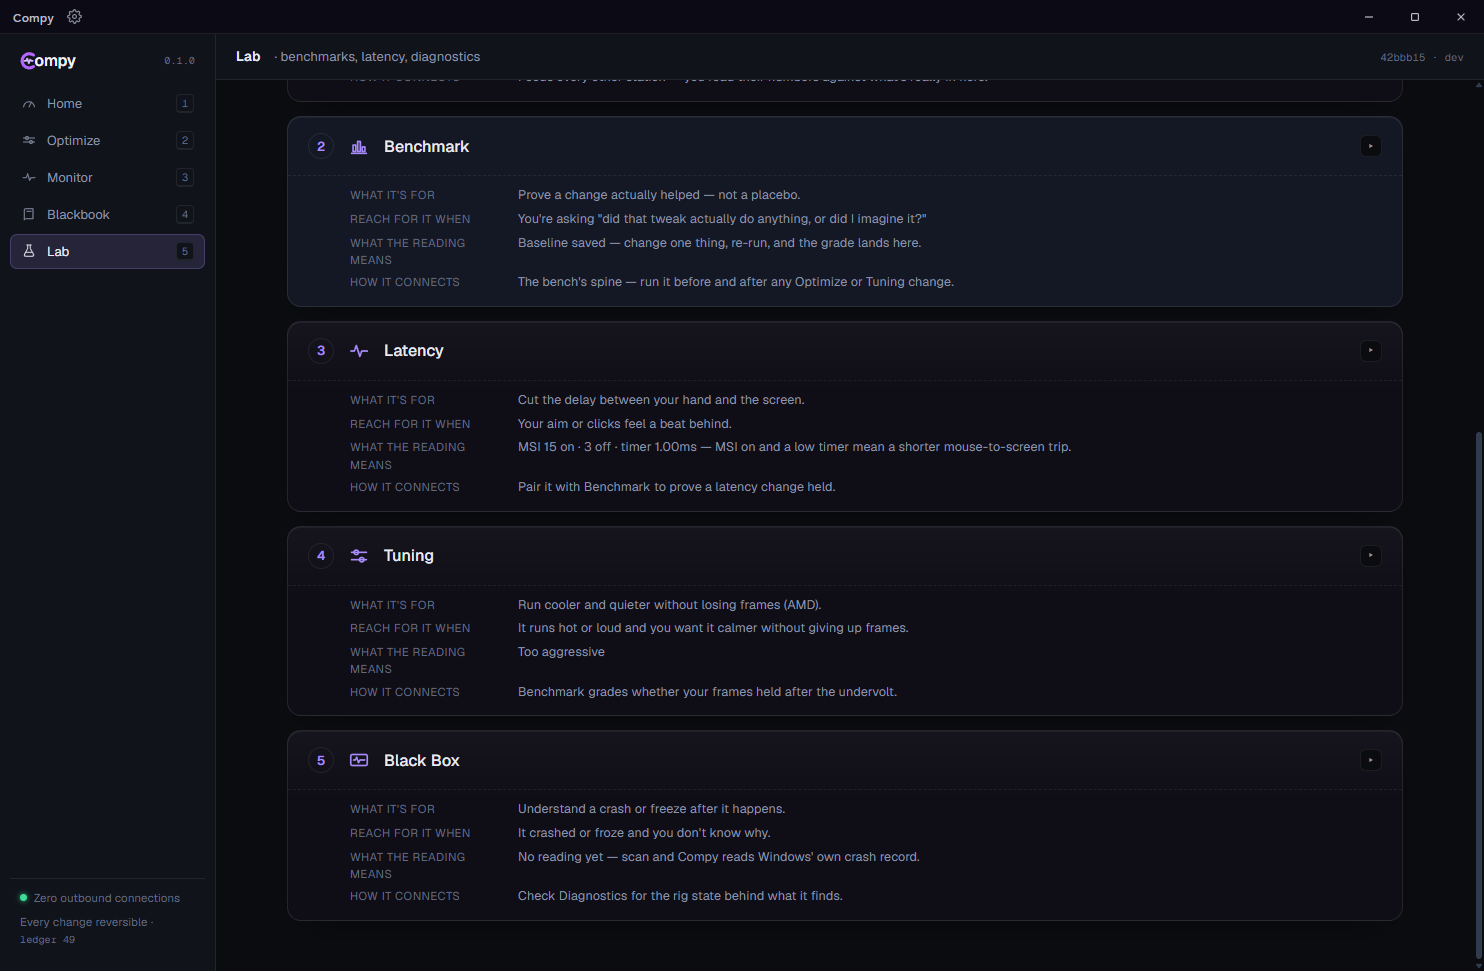 Compy
Compy 0.1.0
Lab · benchmarks, latency, diagnostics 42bbb15 · dev
Home 1
Optimize 2
Monitor 3
Blackbook 4
Lab 5
2 Benchmark
WHAT IT'S FOR Prove a change actually helped — not a placebo.
REACH FOR IT WHEN You're asking "did that tweak actually do anything, or did I imagine it?"
WHAT THE READING MEANS Baseline saved — change one thing, re-run, and the grade lands here.
HOW IT CONNECTS The bench's spine — run it before and after any Optimize or Tuning change.
3 Latency
WHAT IT'S FOR Cut the delay between your hand and the screen.
REACH FOR IT WHEN Your aim or clicks feel a beat behind.
WHAT THE READING MEANS MSI 15 on · 3 off · timer 1.00ms — MSI on and a low timer mean a shorter mouse-to-screen trip.
HOW IT CONNECTS Pair it with Benchmark to prove a latency change held.
4 Tuning
WHAT IT'S FOR Run cooler and quieter without losing frames (AMD).
REACH FOR IT WHEN It runs hot or loud and you want it calmer without giving up frames.
WHAT THE READING MEANS Too aggressive
HOW IT CONNECTS Benchmark grades whether your frames held after the undervolt.
5 Black Box
WHAT IT'S FOR Understand a crash or freeze after it happens.
REACH FOR IT WHEN It crashed or froze and you don't know why.
WHAT THE READING MEANS No reading yet — scan and Compy reads Windows' own crash record.
HOW IT CONNECTS Check Diagnostics for the rig state behind what it finds.
Zero outbound connections
Every change reversible ·
ledger 49